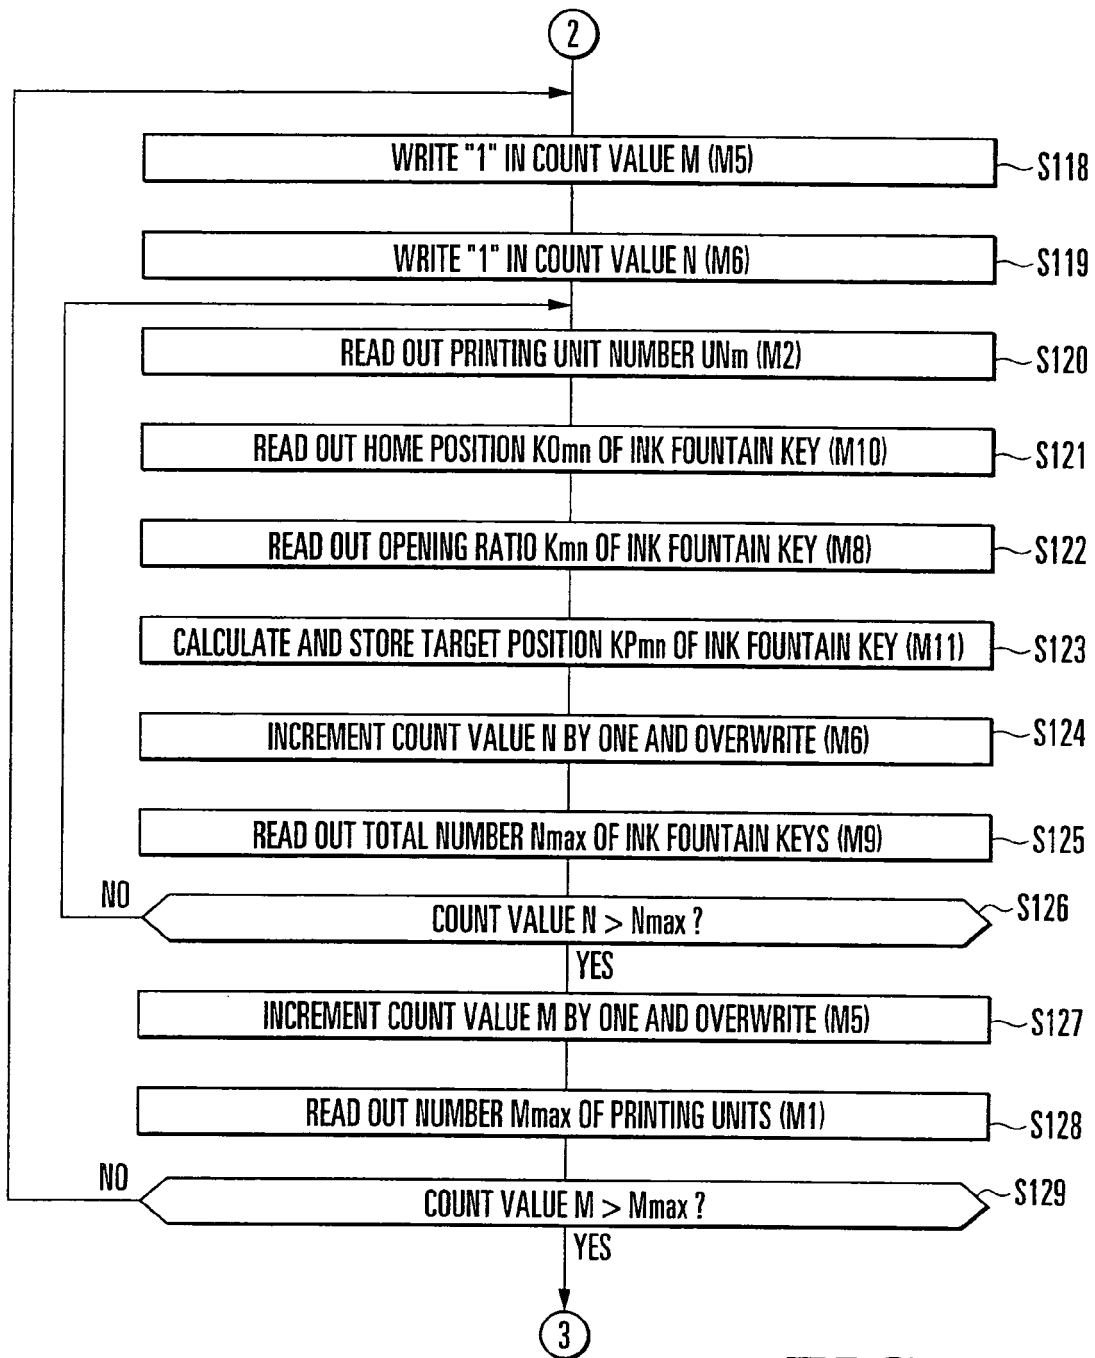 2
WRITE "1" IN COUNT VALUE M (M5)
S118
WRITE "1" IN COUNT VALUE N (M6)
S119
READ OUT PRINTING UNIT NUMBER UNm (M2)
S120
READ OUT HOME POSITION KOmn OF INK FOUNTAIN KEY (M10)
S121
READ OUT OPENING RATIO Kmn OF INK FOUNTAIN KEY (M8)
S122
CALCULATE AND STORE TARGET POSITION KPmn OF INK FOUNTAIN KEY (M11)
S123
INCREMENT COUNT VALUE N BY ONE AND OVERWRITE (M6)
S124
READ OUT TOTAL NUMBER Nmax OF INK FOUNTAIN KEYS (M9)
S125
NO
COUNT VALUE N > Nmax ?
S126
YES
INCREMENT COUNT VALUE M BY ONE AND OVERWRITE (M5)
S127
READ OUT NUMBER Mmax OF PRINTING UNITS (M1)
S128
NO
COUNT VALUE M > Mmax ?
S129
YES
3